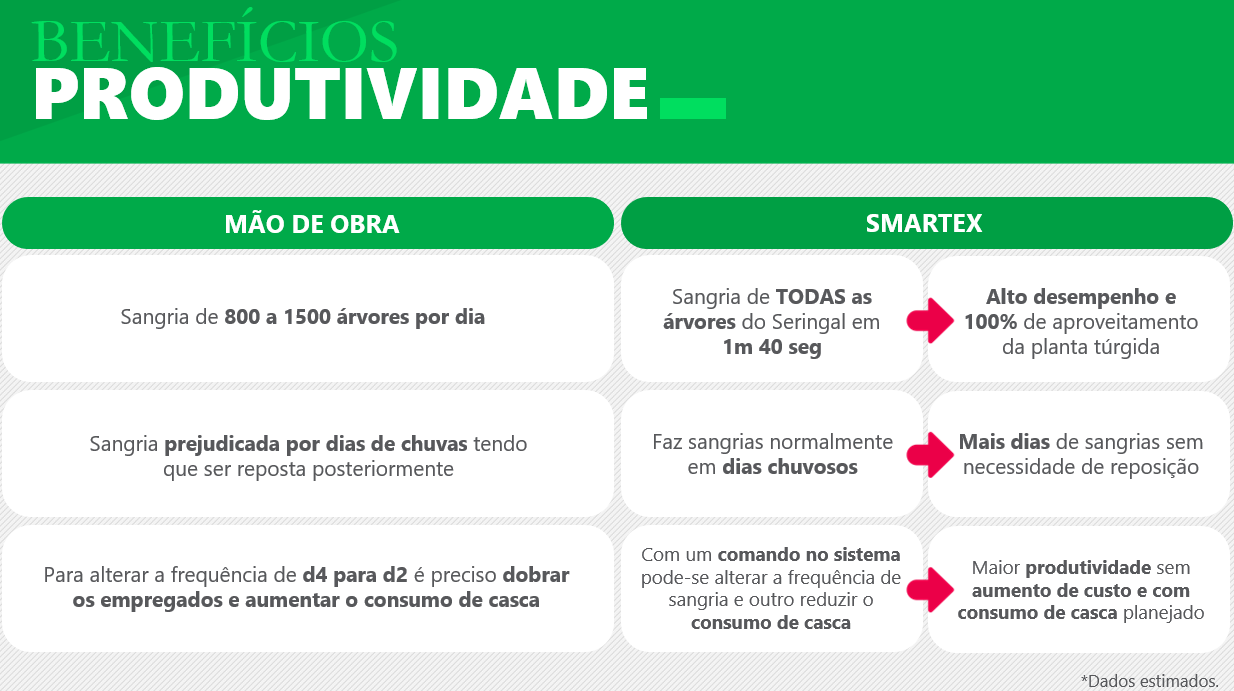 BENEFÍCIOS
PRODUTIVIDADE
MÃO DE OBRA
SMARTEX
Sangria de 800 a 1500 árvores por dia
Sangria de TODAS as
árvores do Seringal em
1m 40 seg
Alto desempenho e
100% de aproveitamento
da planta túrgida
Sangria prejudicada por dias de chuvas tendo
que ser reposta posteriormente
Faz sangrias normalmente
em dias chuvosos
Mais dias de sangrias sem
necessidade de reposição
Para alterar a frequência de d4 para d2 é preciso dobrar
os empregados e aumentar o consumo de casca
Com um comando no sistema
pode-se alterar a frequência de
sangria e outro reduzir o
consumo de casca
Maior produtividade sem
aumento de custo e com
consumo de casca planejado
*Dados estimados.